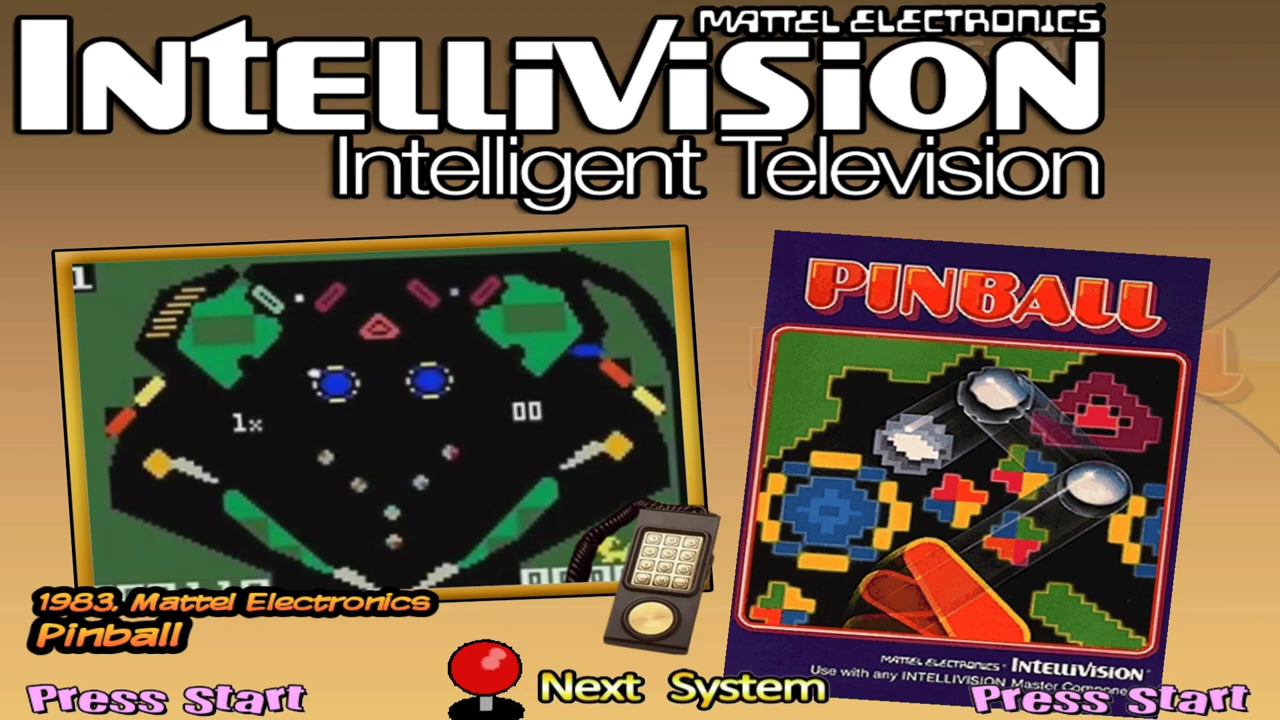 MATTEL ELECTRONICS
INTELLIVISION
Intelligent Television
1
1x
00
PINBALL
MATTEL ELECTRONICS® INTELLIVISION®
Use with any INTELLIVISION Master
1983, Mattel Electronics
Pinball
Press Start
Next System
Press Start